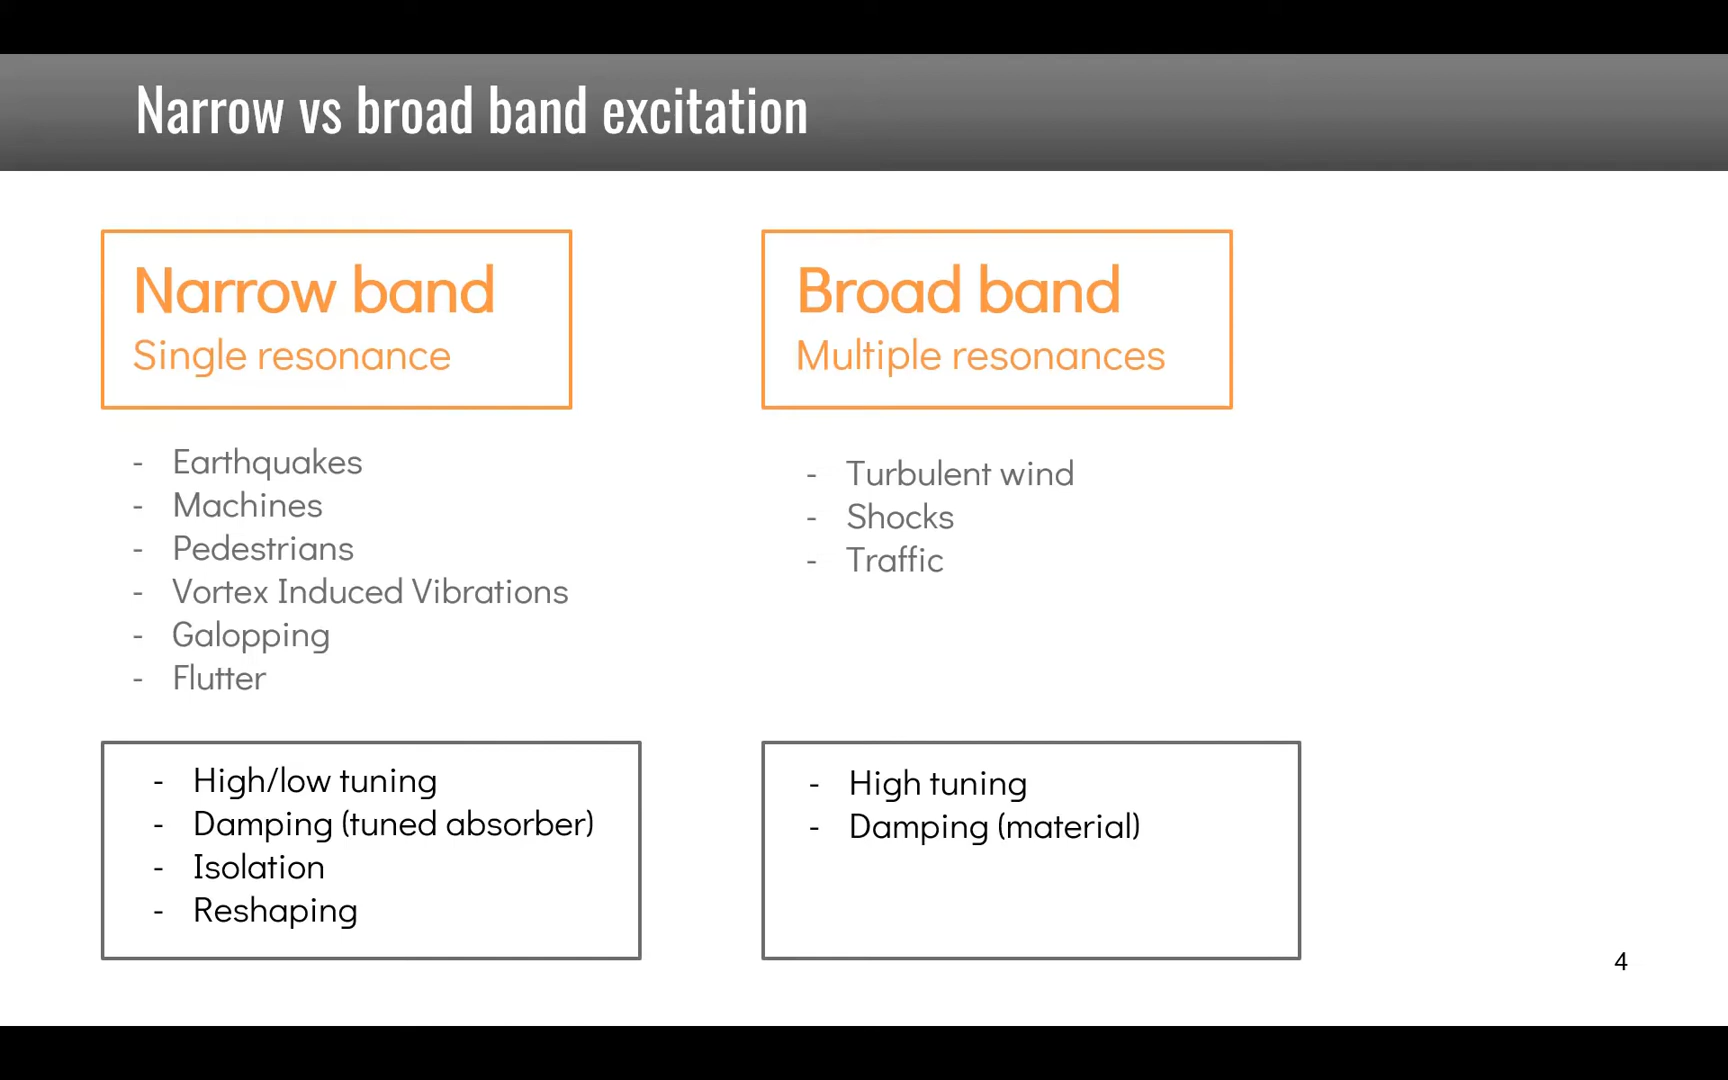 Narrow vs broad band excitation
Narrow band
Single resonance
- Earthquakes
- Machines
- Pedestrians
- Vortex Induced Vibrations
- Galopping
- Flutter
- High/low tuning
- Damping (tuned absorber)
- Isolation
- Reshaping
Broad band
Multiple resonances
- Turbulent wind
- Shocks
- Traffic
- High tuning
- Damping (material)
4